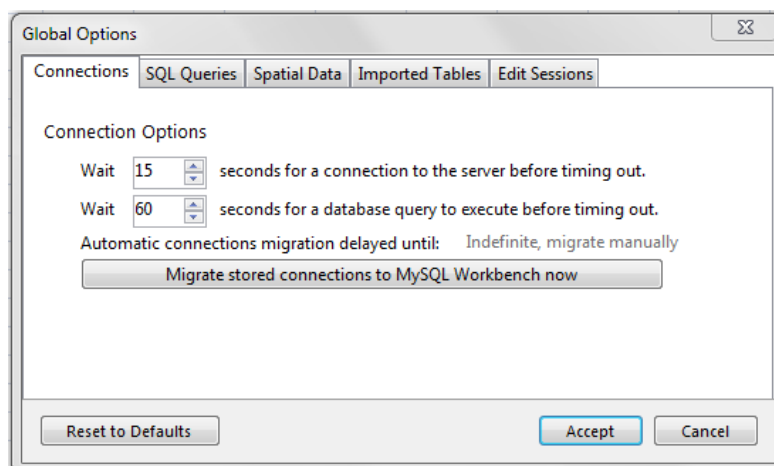 Global Options
Connections SQL Queries Spatial Data Imported Tables Edit Sessions
Connection Options
Wait 15 seconds for a connection to the server before timing out.
Wait 60 seconds for a database query to execute before timing out.
Automatic connections migration delayed until: Indefinite, migrate manually
Migrate stored connections to MySQL Workbench now
Reset to Defaults Accept Cancel